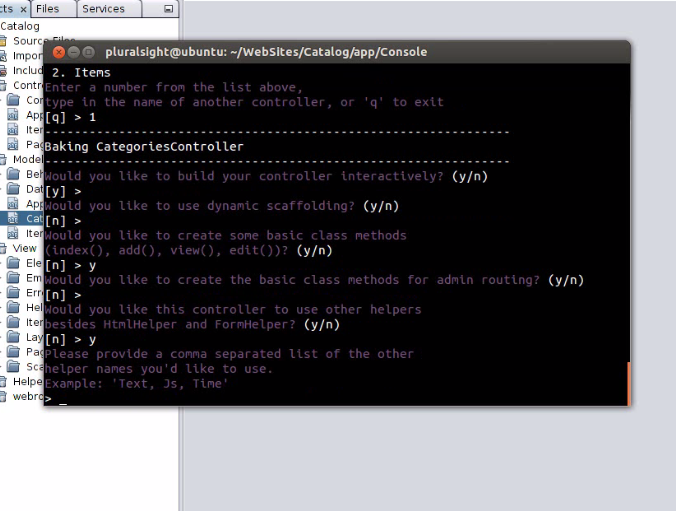 cts × Files Services
Catalog
Source Files
Impor
Includ
Contr
Con
App
Iter
Pag
Model
Beh
Dat
App
Cat
Item
View
Ele
Em
Erro
Hel
Iter
Lay
Pag
Sca
Helpe
webro
pluralsight@ubuntu: ~/WebSites/Catalog/app/Console
2. Items
Enter a number from the list above,
type in the name of another controller, or 'q' to exit
[q] > 1
---------------------------------------------------------------
Baking CategoriesController
---------------------------------------------------------------
Would you like to build your controller interactively? (y/n)
[y] >
Would you like to use dynamic scaffolding? (y/n)
[n] >
Would you like to create some basic class methods
(index(), add(), view(), edit())? (y/n)
[n] > y
Would you like to create the basic class methods for admin routing? (y/n)
[n] >
Would you like this controller to use other helpers
besides HtmlHelper and FormHelper? (y/n)
[n] > y
Please provide a comma separated list of the other
helper names you'd like to use.
Example: 'Text, Js, Time'
> _